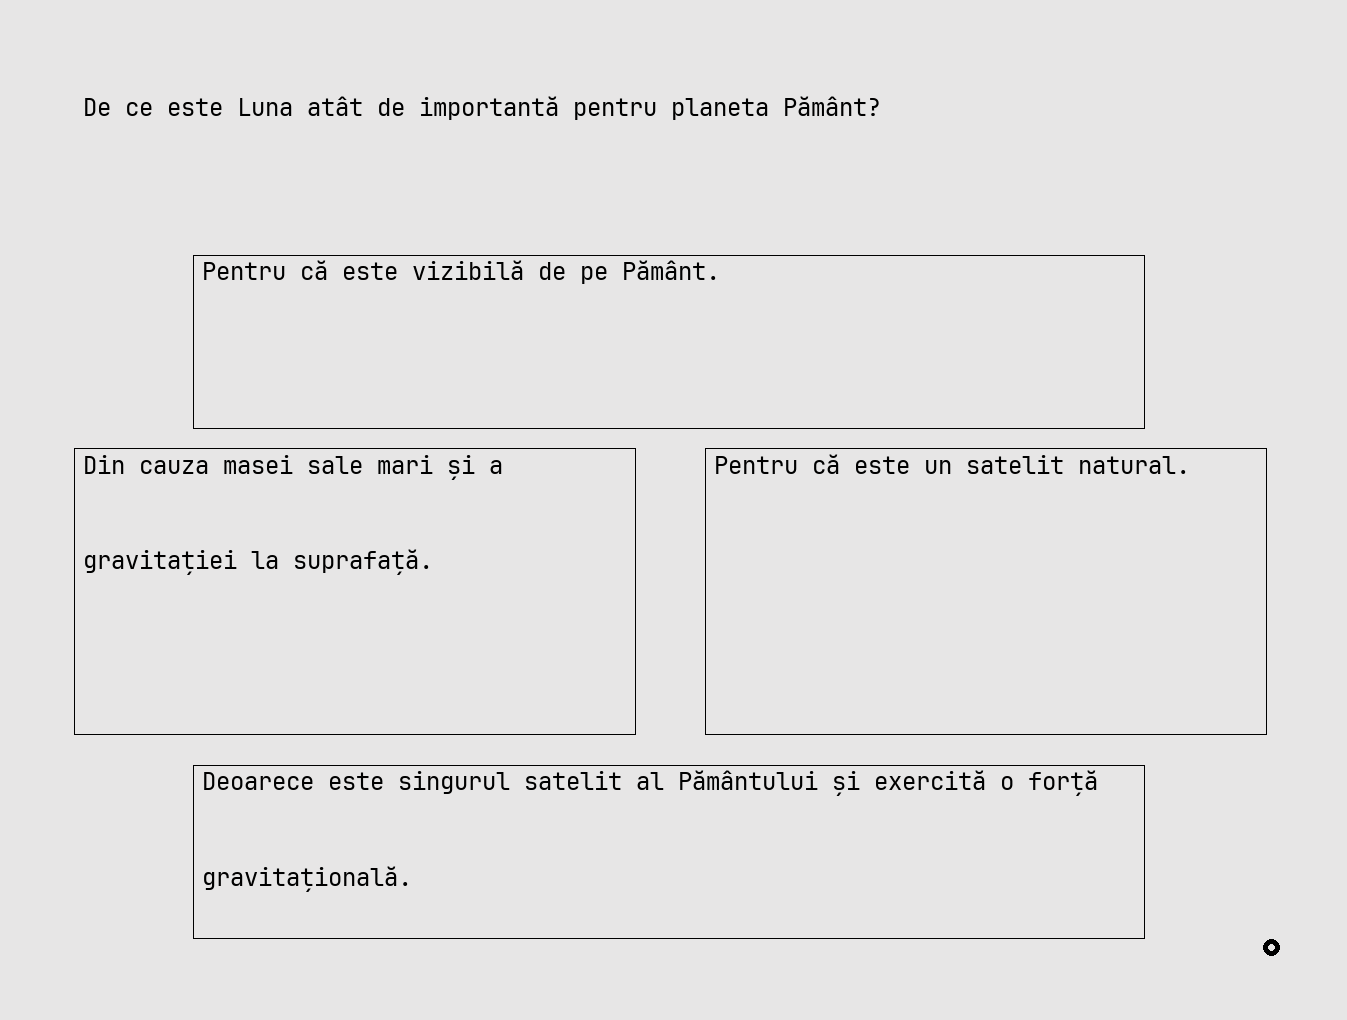 De ce este Luna atât de importantă pentru planeta Pământ?
Pentru că este vizibilă de pe Pământ.
Din cauza masei sale mari și a
gravitației la suprafață.
Pentru că este un satelit natural.
Deoarece este singurul satelit al Pământului și exercită o forță
gravitațională.